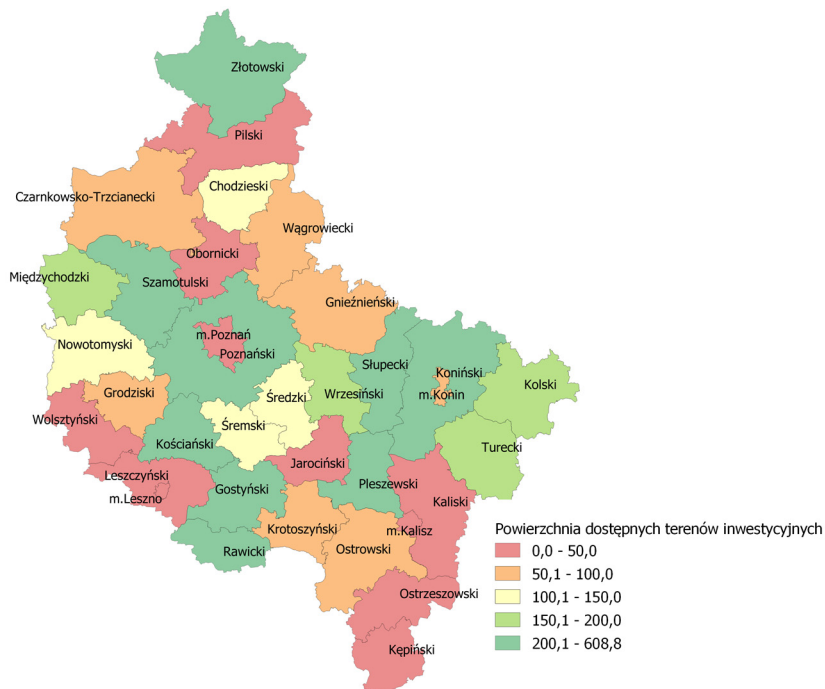 Złotowski
Pilski
Chodzieski
Czarnkowsko-Trzcianecki
Wągrowiecki
Obornicki
Międzychodzki
Szamotulski
Gnieźnieński
m.Poznań
Nowotomyski
Poznański
Słupecki
Koniński
Kolski
Grodziski
Wrzesiński
m.Konin
Średzki
Wolsztyński
Śremski
Kościański
Turecki
Jarociński
Leszczyński
Pleszewski
Gostyński
m.Leszno
Kaliski
Krotoszyński
m.Kalisz
Rawicki
Ostrowski
Ostrzeszowski
Kępiński
Powierzchnia dostępnych terenów inwestycyjnych
0,0 - 50,0
50,1 - 100,0
100,1 - 150,0
150,1 - 200,0
200,1 - 608,8